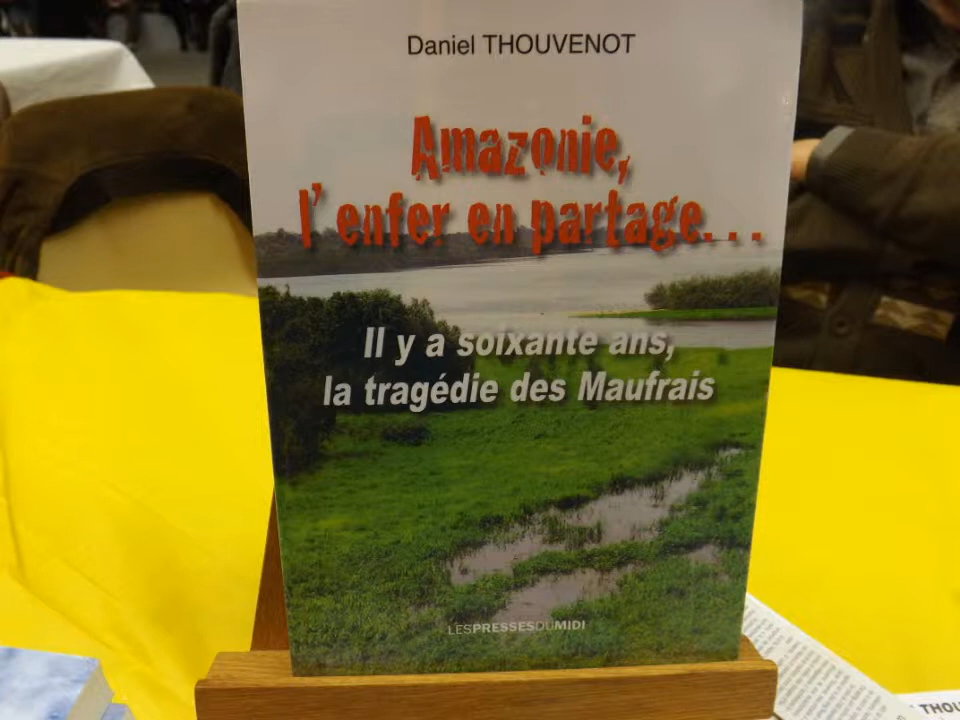 Daniel THOUVENOT
Amazonie,
l'enfer en partage...
Il y a soixante ans,
la tragédie des Maufrais
LESPRESSESDUMIDI